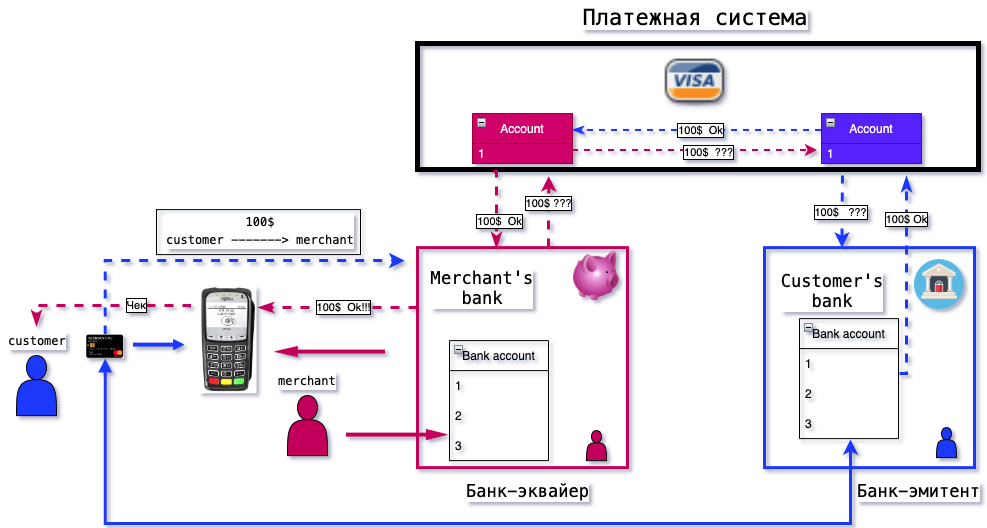 Платежная система
VISA
Account
1
Account
1
100$ Ok
100$ ???
100$ Ok
100$ ???
100$ ???
100$ Ok
100$
customer -------> merchant
Merchant's
bank
Customer's
bank
Чек
100$ Ok!!!
customer
merchant
Bank account
1
2
3
Bank account
1
2
3
Банк-эквайер
Банк-эмитент